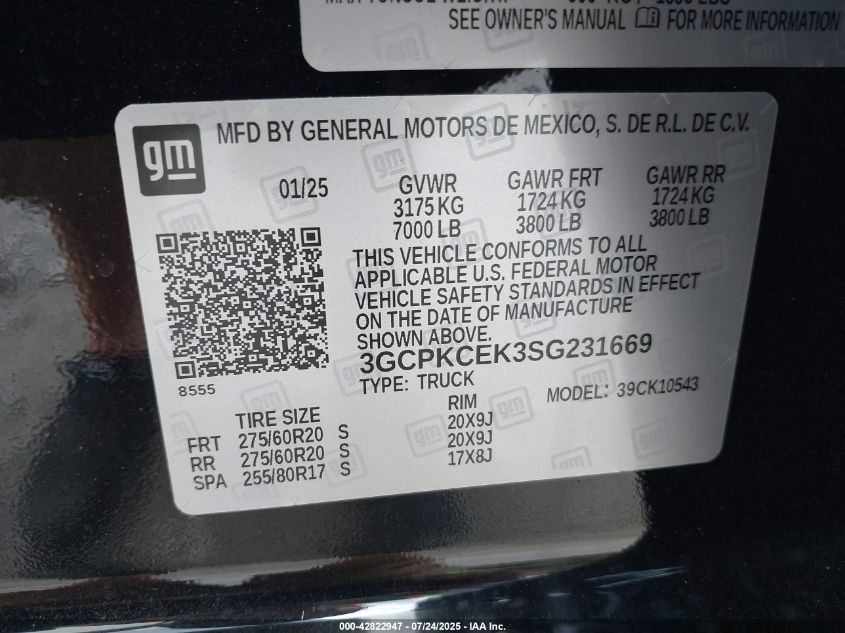 SEE OWNER'S MANUAL FOR MORE INFORMATION
gm
MFD BY GENERAL MOTORS DE MEXICO, S. DE R.L. DE C.V.
01/25 GVWR GAWR FRT GAWR RR
3175 KG 1724 KG 1724 KG
7000 LB 3800 LB 3800 LB
THIS VEHICLE CONFORMS TO ALL
APPLICABLE U.S. FEDERAL MOTOR
VEHICLE SAFETY STANDARDS IN EFFECT
ON THE DATE OF MANUFACTURE
SHOWN ABOVE.
3GCPKCEK3SG231669
8555 TYPE: TRUCK MODEL: 39CK10543
TIRE SIZE RIM
FRT 275/60R20 S 20X9J
RR 275/60R20 S 20X9J
SPA 255/80R17 S 17X8J
000-42822947 - 07/24/2025 - IAA Inc.